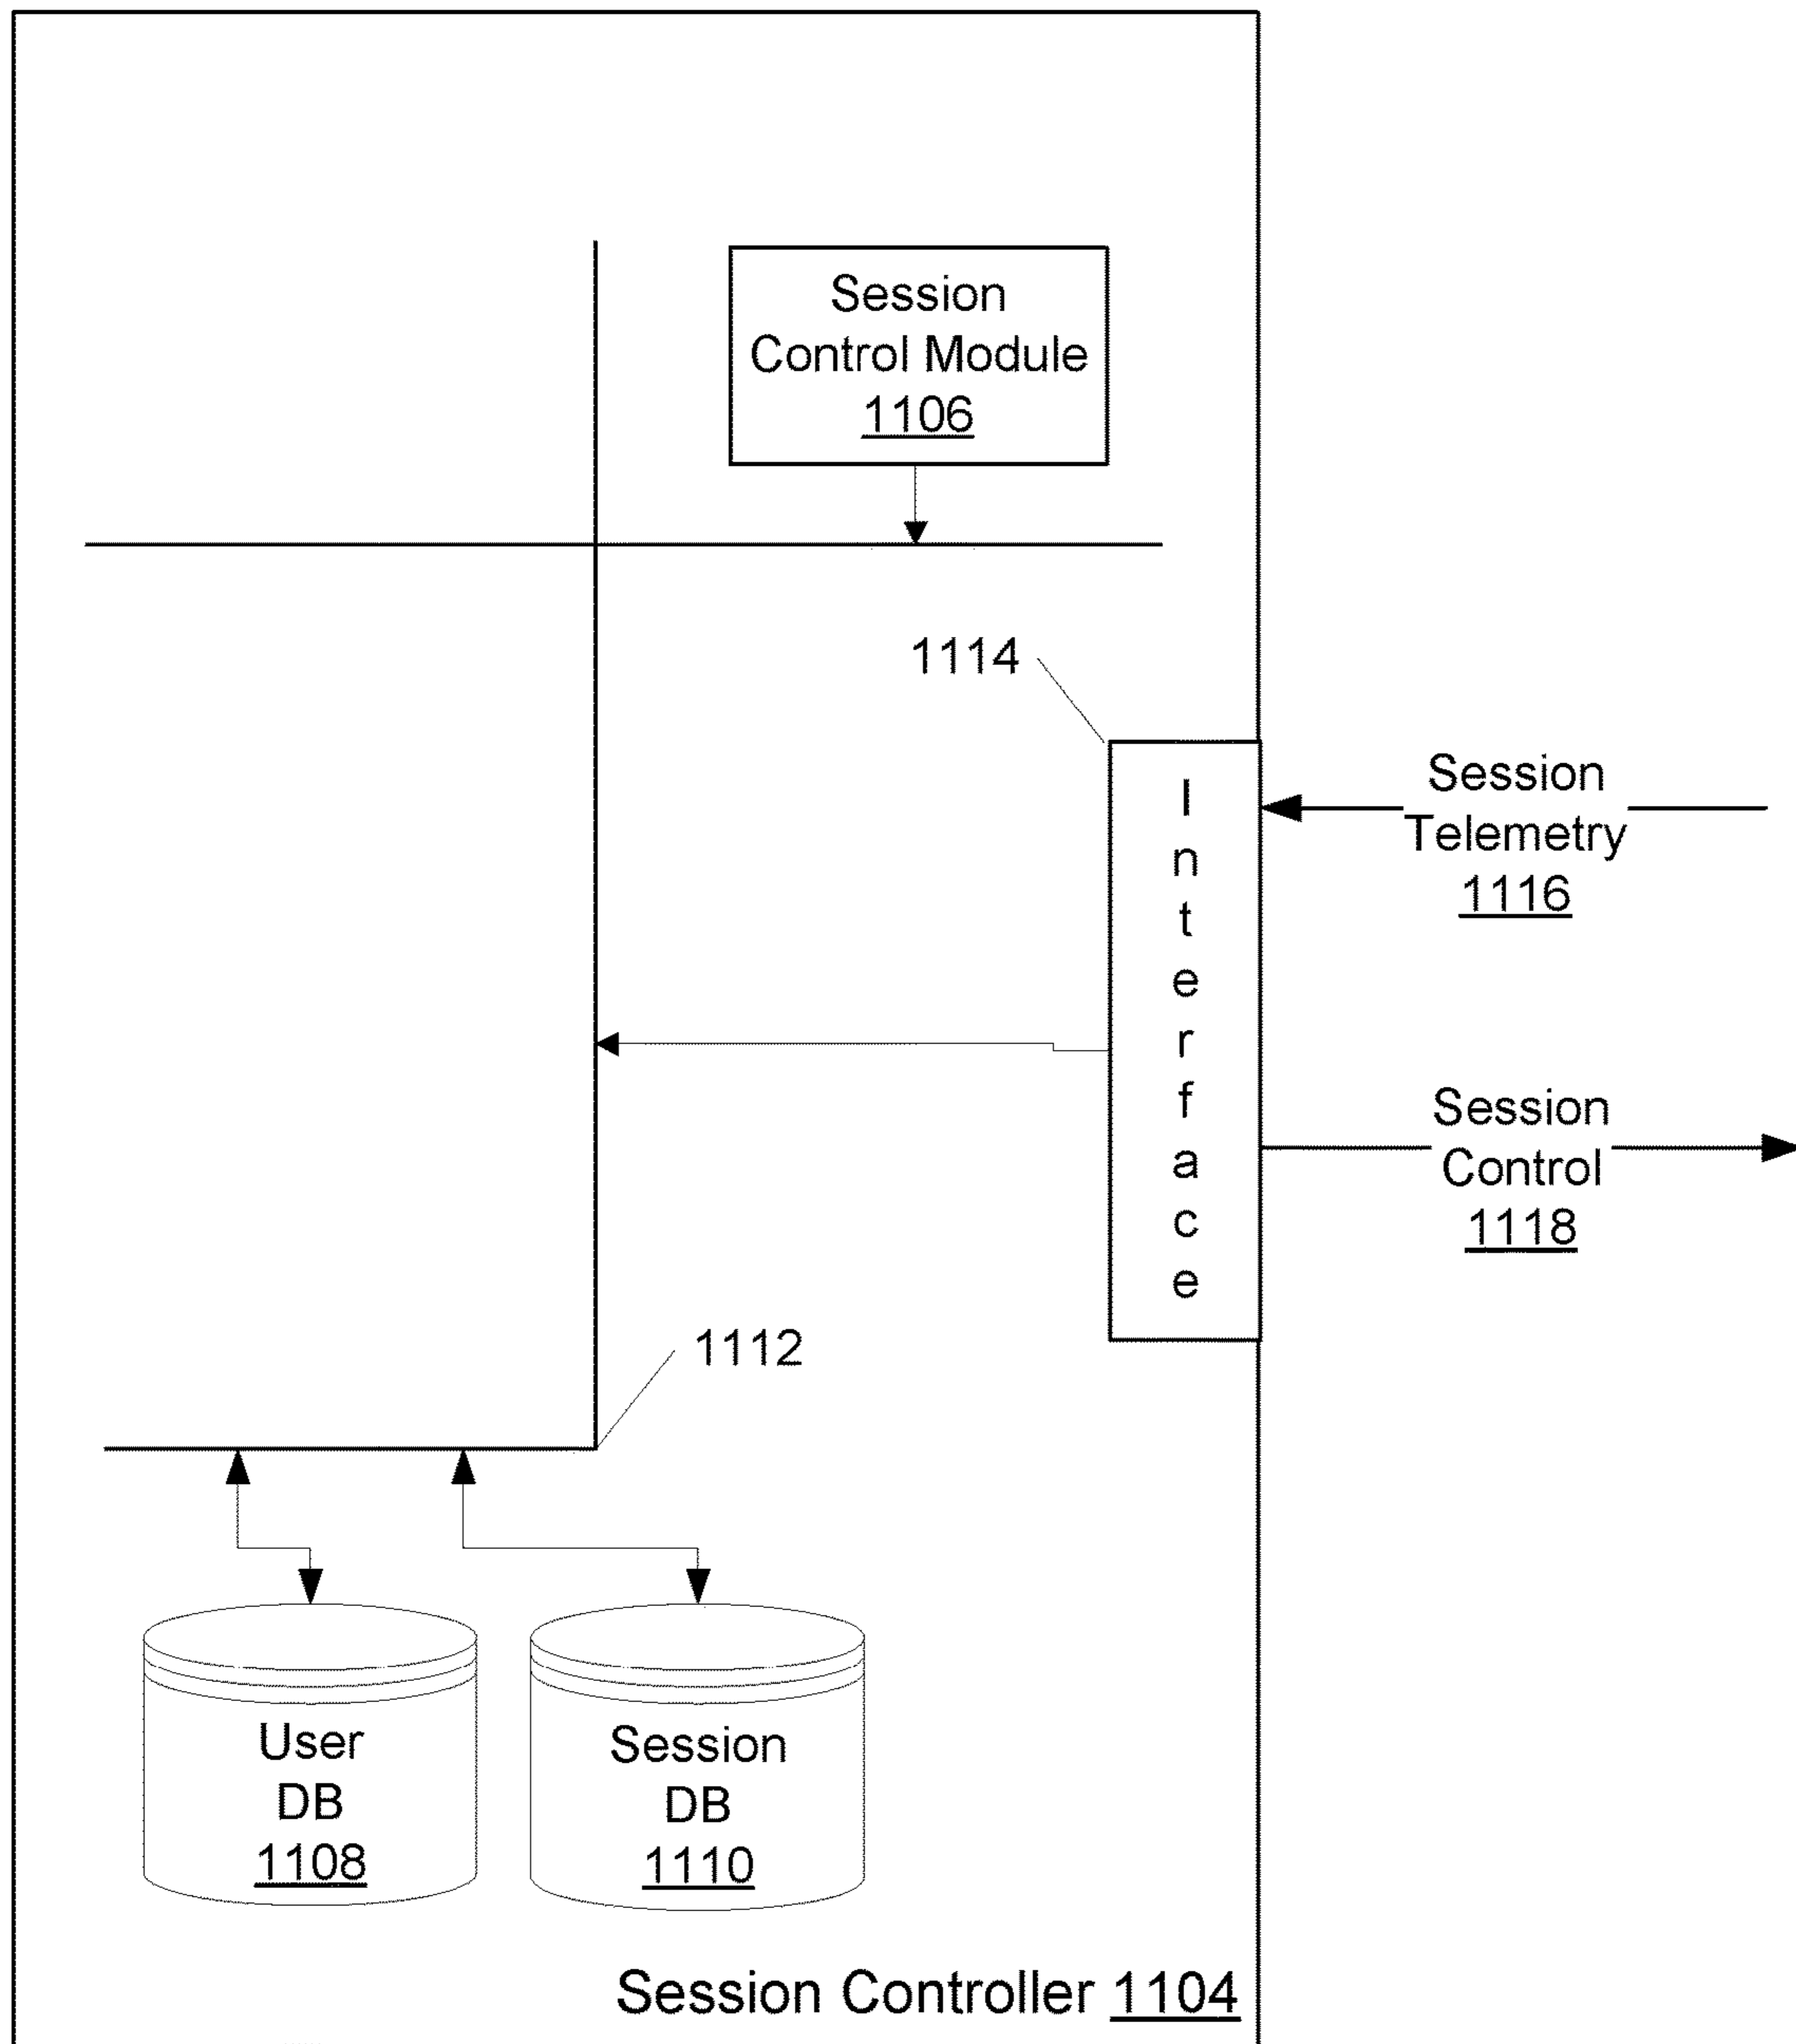 Session
Control Module
1106
1114
Interface
Session
Telemetry
1116
Session
Control
1118
1112
User
DB
1108
Session
DB
1110
Session Controller 1104